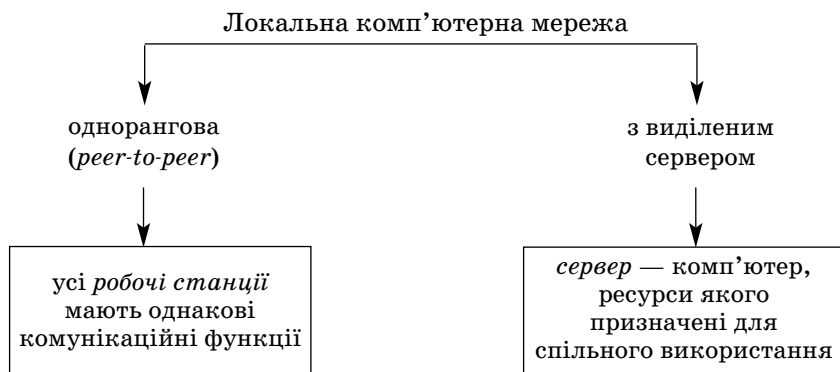 Локальна комп’ютерна мережа
однорангова
(peer-to-peer)
з виділеним
сервером
усі робочі станції
мають однакові
комунікаційні функції
сервер — комп’ютер,
ресурси якого
призначені для
спільного використання